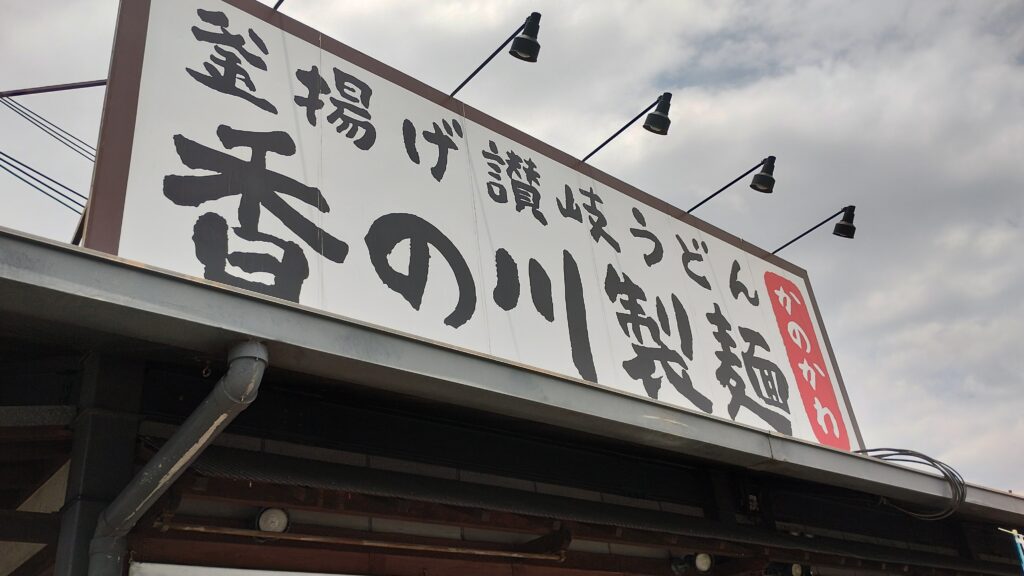 釜揚げ讃岐うどん
香の川製麺
かのかわ